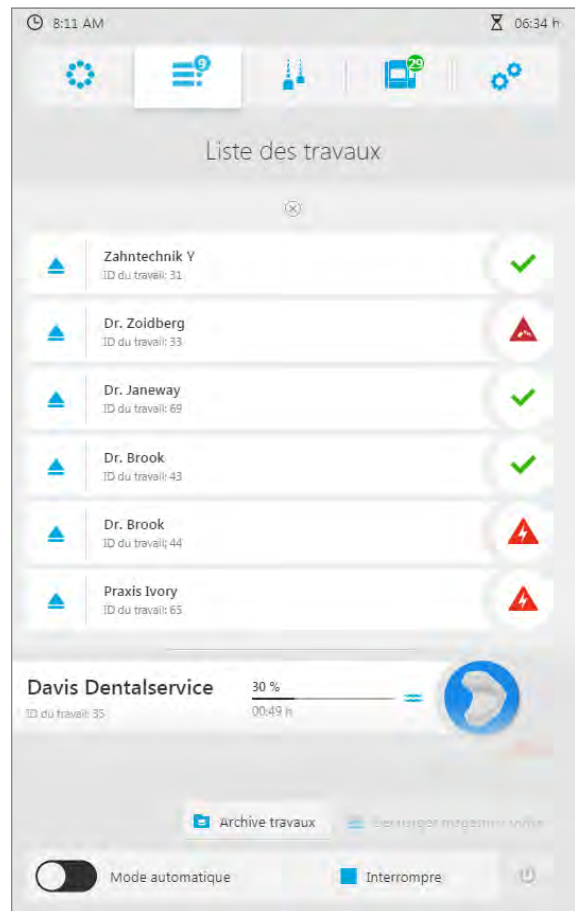 8:11 AM
06:34 h
9
29
Liste des travaux
Zahntechnik Y
ID du travail: 31
Dr. Zoidberg
ID du travail: 33
Dr. Janeway
ID du travail: 69
Dr. Brook
ID du travail: 43
Dr. Brook
ID du travail: 44
Praxis Ivory
ID du travail: 65
Davis Dentalservice
30 %
ID du travail: 35
00:49 h
Archive travaux
Mode automatique
Interrompre